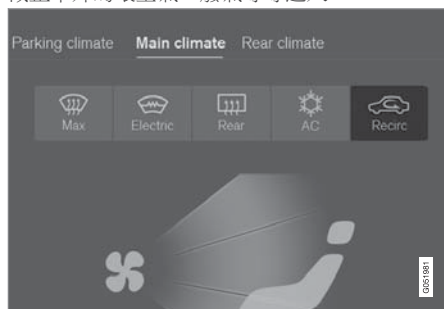 Parking climate Main climate Rear climate
Max Electric Rear AC Recirc
G051981